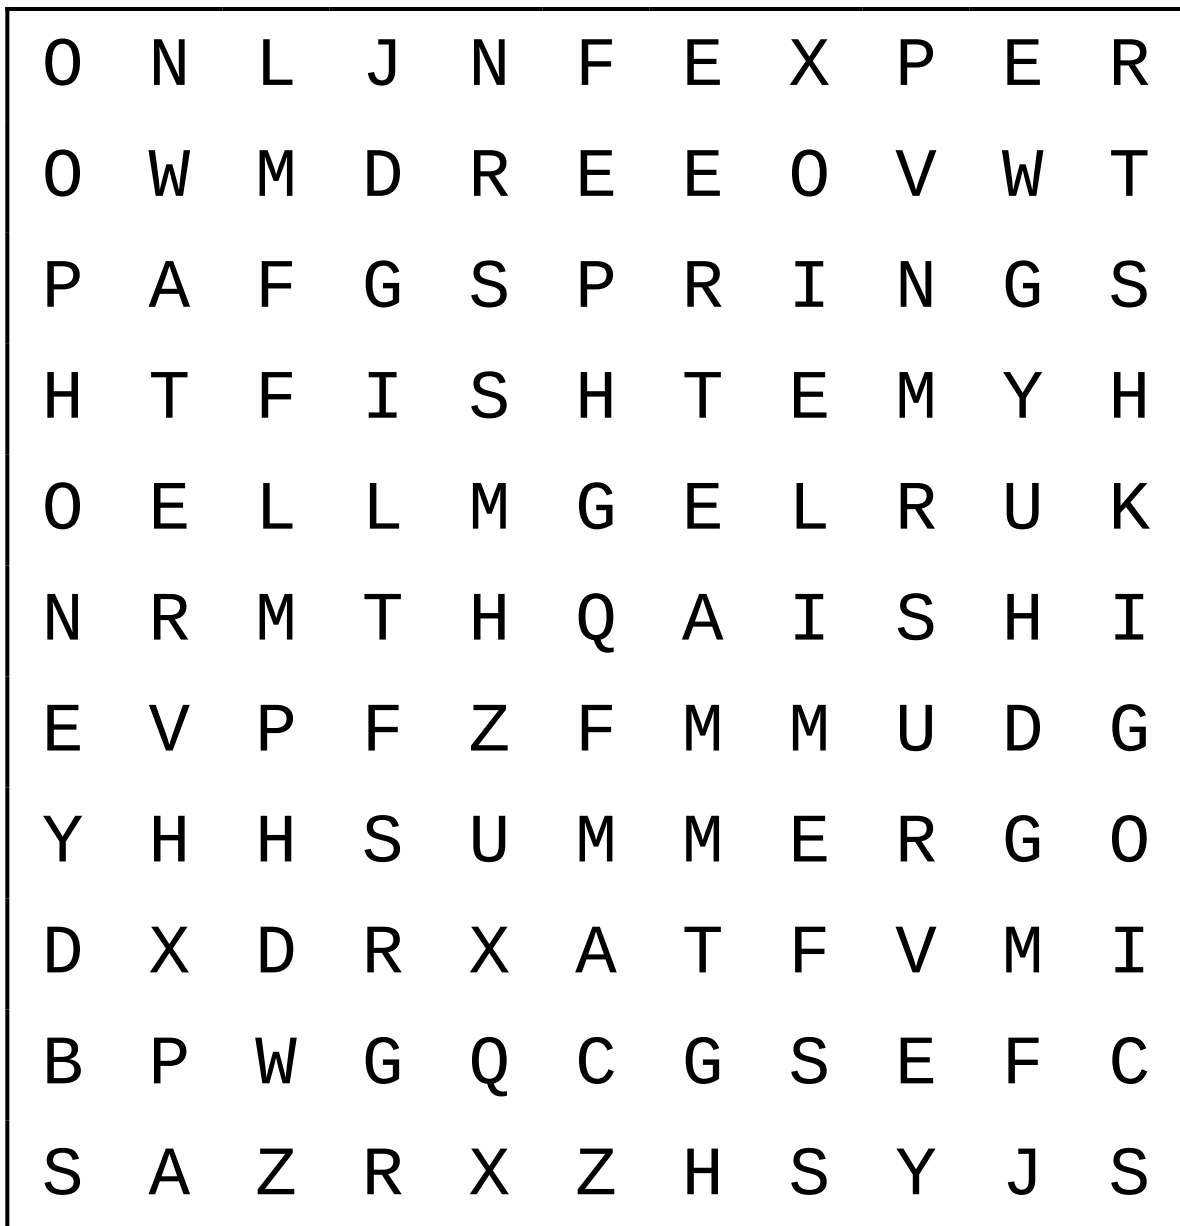 O N L J N F E X P E R
O W M D R E E O V W T
P A F G S P R I N G S
H T F I S H T E M Y H
O E L L M G E L R U K
N R M T H Q A I S H I
E V P F Z F M M U D G
Y H H S U M M E R G O
D X D R X A T F V M I
B P W G Q C G S E F C
S A Z R X Z H S Y J S